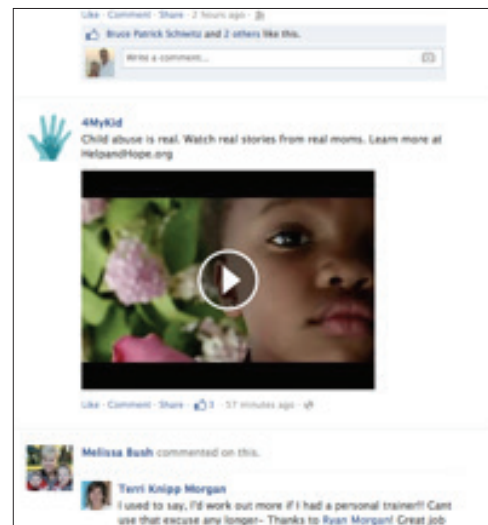 Like · Comment · Share · 2 hours ago ·
Bruce Patrick Schwitz and 2 others like this.
Write a comment...
4MyKid
Child abuse is real. Watch real stories from real moms. Learn more at
HelpandHope.org
Like · Comment · Share · 3 · 57 minutes ago ·
Melissa Bush commented on this.
Terri Knipp Morgan
I used to say, I'd work out more if I had a personal trainer!! Cant
use that excuse any longer- Thanks to Ryan Morgan! Great job